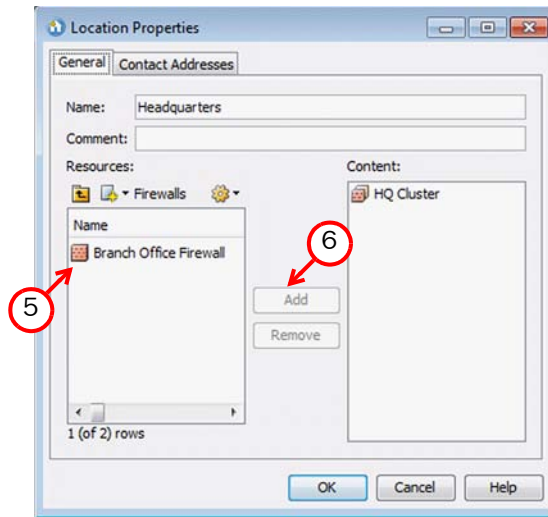 Location Properties
General Contact Addresses
Name: Headquarters
Comment:
Resources: Content:
Firewalls
HQ Cluster
Name
6
Branch Office Firewall
5
Add
Remove
1 (of 2) rows
OK Cancel Help